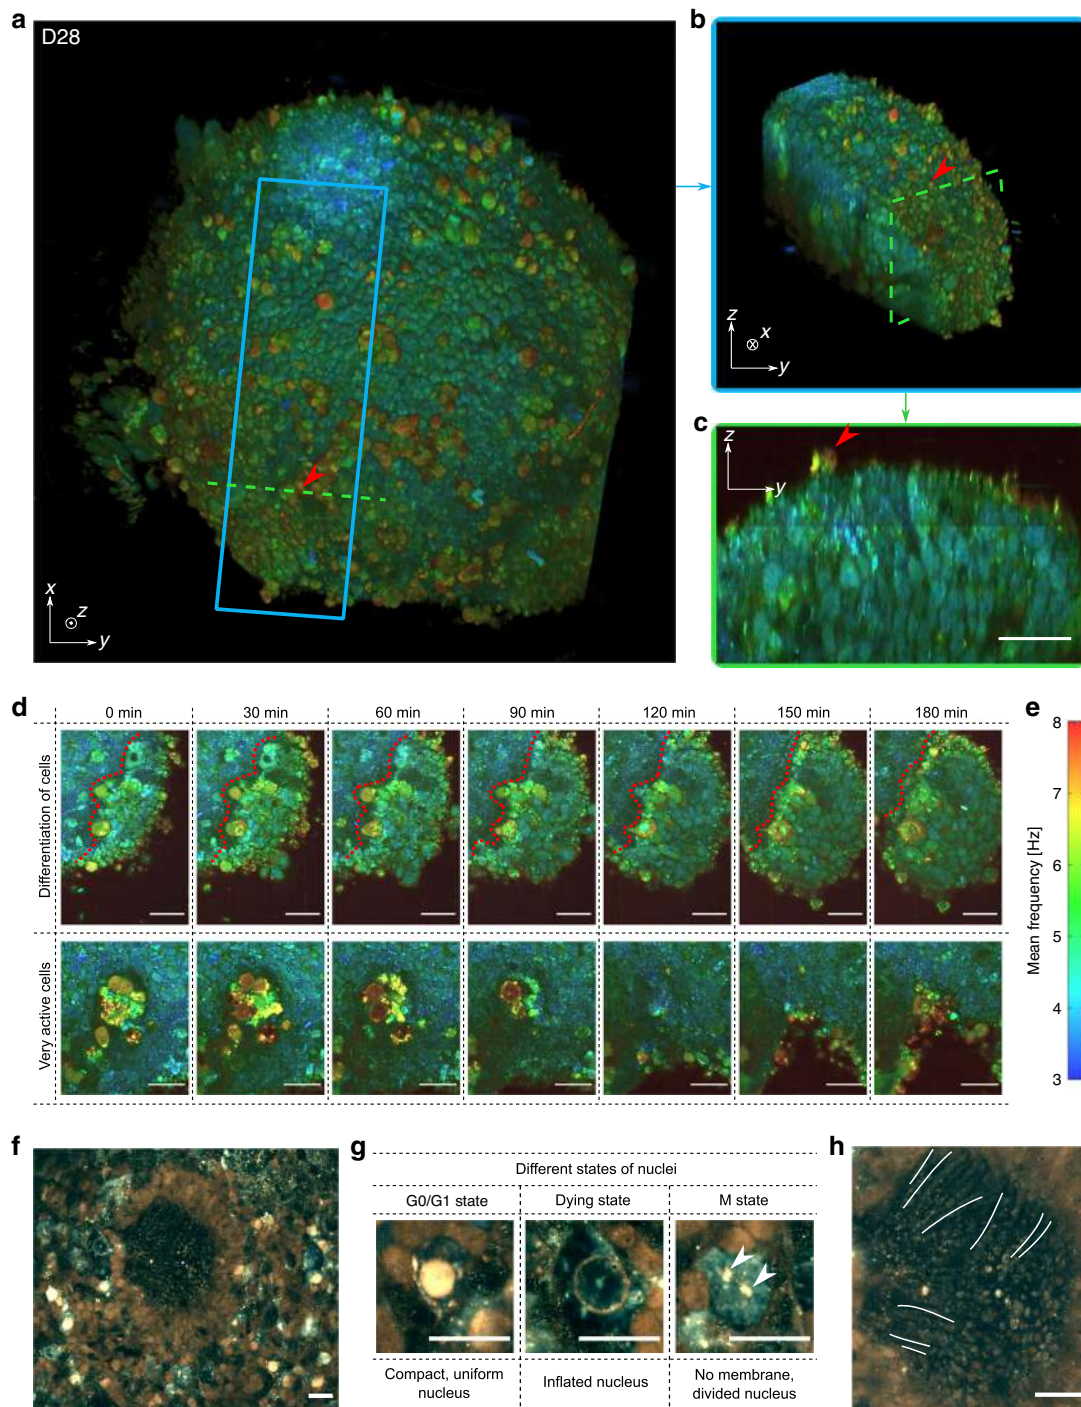 a
D28
x
z
y
b
z
x
y
c
z
y
d
0 min
30 min
60 min
90 min
120 min
150 min
180 min
Differentiation of cells
Very active cells
e
8
7
6
5
4
3
Mean frequency [Hz]
f
g
Different states of nuclei
G0/G1 state
Dying state
M state
Compact, uniform
nucleus
Inflated nucleus
No membrane,
divided nucleus
h